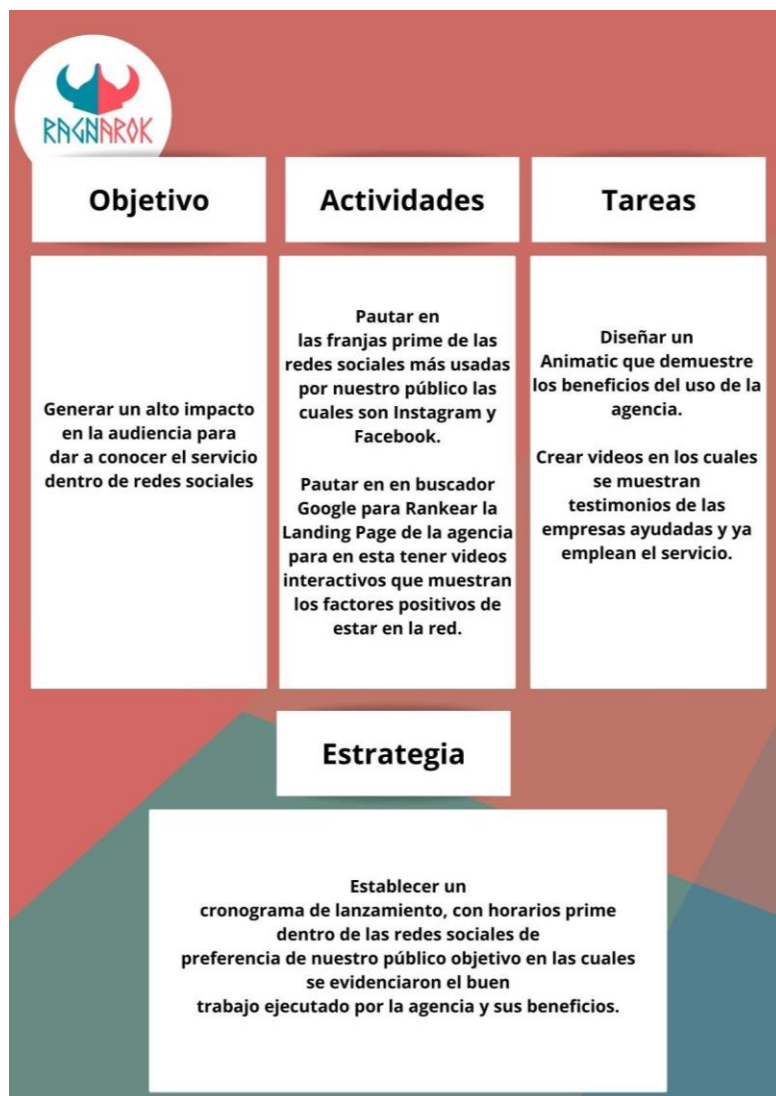 RAGNAROK
Objetivo
Actividades
Tareas
Generar un alto impacto
en la audiencia para
dar a conocer el servicio
dentro de redes sociales
Pautar en
las franjas prime de las
redes sociales más usadas
por nuestro público las
cuales son Instagram y
Facebook.
Pautar en en buscador
Google para Rankear la
Landing Page de la agencia
para en esta tener videos
interactivos que muestran
los factores positivos de
estar en la red.
Diseñar un
Animatic que demuestre
los beneficios del uso de la
agencia.
Crear videos en los cuales
se muestran
testimonios de las
empresas ayudadas y ya
emplean el servicio.
Estrategia
Establecer un
cronograma de lanzamiento, con horarios prime
dentro de las redes sociales de
preferencia de nuestro público objetivo en las cuales
se evidenciaron el buen
trabajo ejecutado por la agencia y sus beneficios.